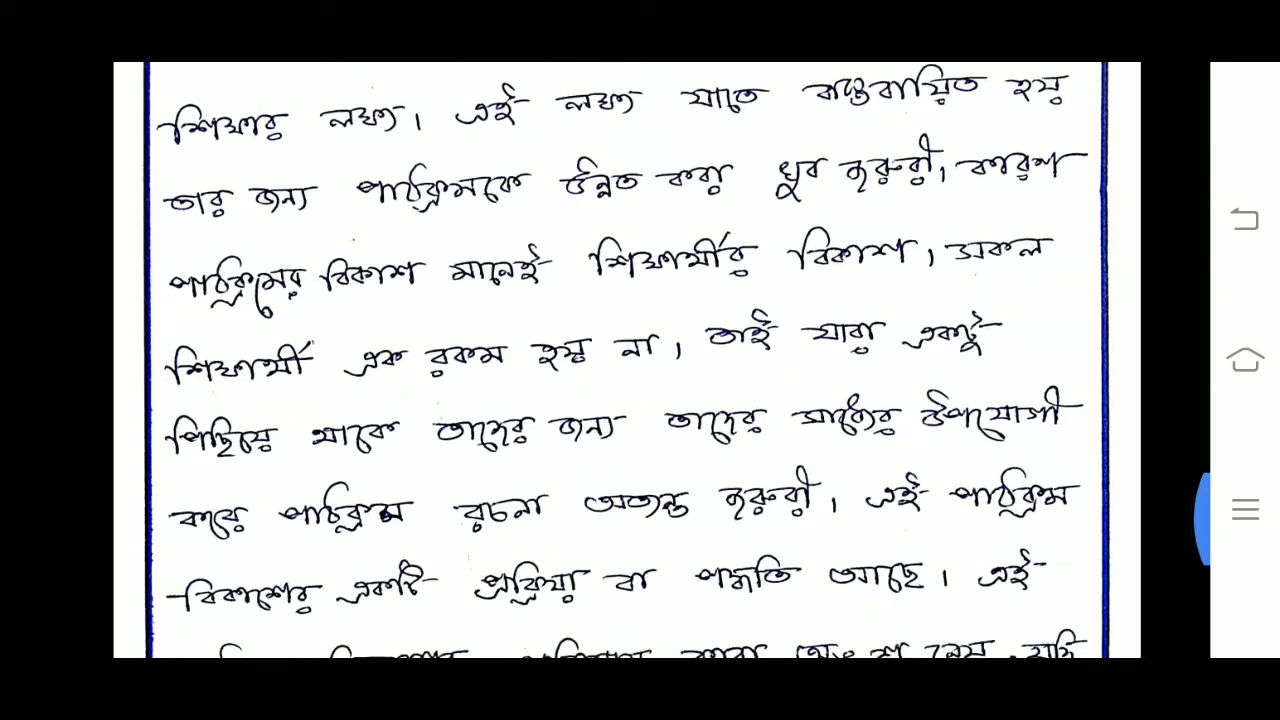 শিক্ষার লক্ষ্য। এই লক্ষ্য যাতে বাস্তবায়িত হয়
তার জন্য পাঠক্রমকে উন্নত করা খুব জরুরী, কারণ
পাঠক্রমের বিকাশ মানেই শিক্ষার্থীর বিকাশ, সকল
শিক্ষার্থী এক রকম হয় না, তাই যারা একটু
পিছিয়ে থাকে তাদের জন্য তাদের সাধ্যের উপযোগী
করে পাঠক্রম রচনা অত্যন্ত জরুরী, এই পাঠক্রম
বিকাশের একটি প্রক্রিয়া বা পদ্ধতি আছে। এই
কারা অংশ নেয়